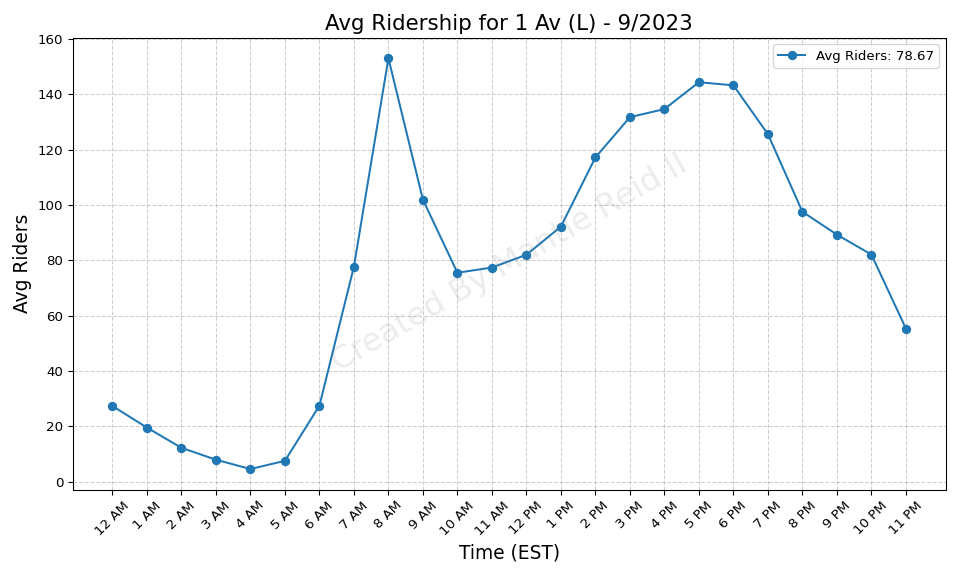 Avg Ridership for 1 Av (L) - 9/2023
Avg Riders: 78.67
160
140
120
100
80
60
40
20
0
Avg Riders
Created By Mantie Reid II
12 AM
1 AM
2 AM
3 AM
4 AM
5 AM
6 AM
7 AM
8 AM
9 AM
10 AM
11 AM
12 PM
1 PM
2 PM
3 PM
4 PM
5 PM
6 PM
7 PM
8 PM
9 PM
10 PM
11 PM
Time (EST)